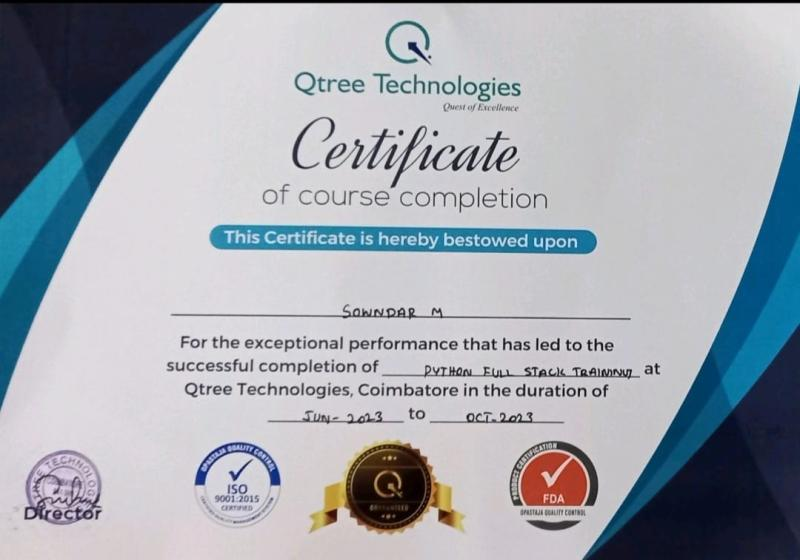 Qtree Technologies
Quest of Excellence
Certificate
of course completion
This Certificate is hereby bestowed upon
SOWNDAR M
For the exceptional performance that has led to the
successful completion of PYTHON FULL STACK TRAINING at
Qtree Technologies, Coimbatore in the duration of
JUN-2023 to OCT-2023
TREE TECHNOLOG
Director
OPASTAJA QUALITY CONTROL
ISO
9001:2015
CERTIFIED
Q
GUARANTEED
PRODUCT CERTIFICATION
FDA
OPASTAJA QUALITY CONTROL